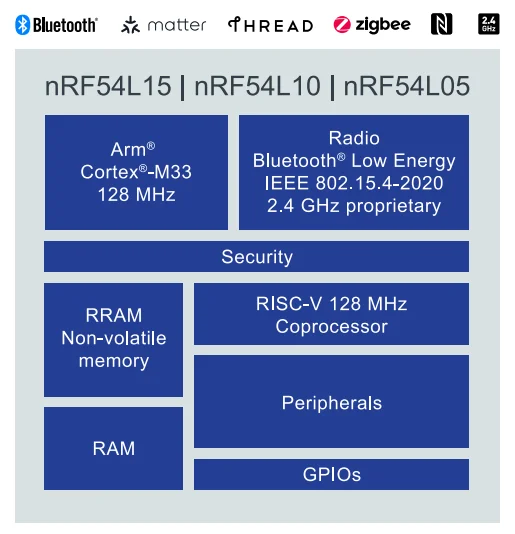 Bluetooth® matter THREAD zigbee N 2.4
GHz
nRF54L15 | nRF54L10 | nRF54L05
Arm®
Cortex®-M33
128 MHz
Radio
Bluetooth® Low Energy
IEEE 802.15.4-2020
2.4 GHz proprietary
Security
RRAM
Non-volatile
memory
RISC-V 128 MHz
Coprocessor
Peripherals
RAM
GPIOs